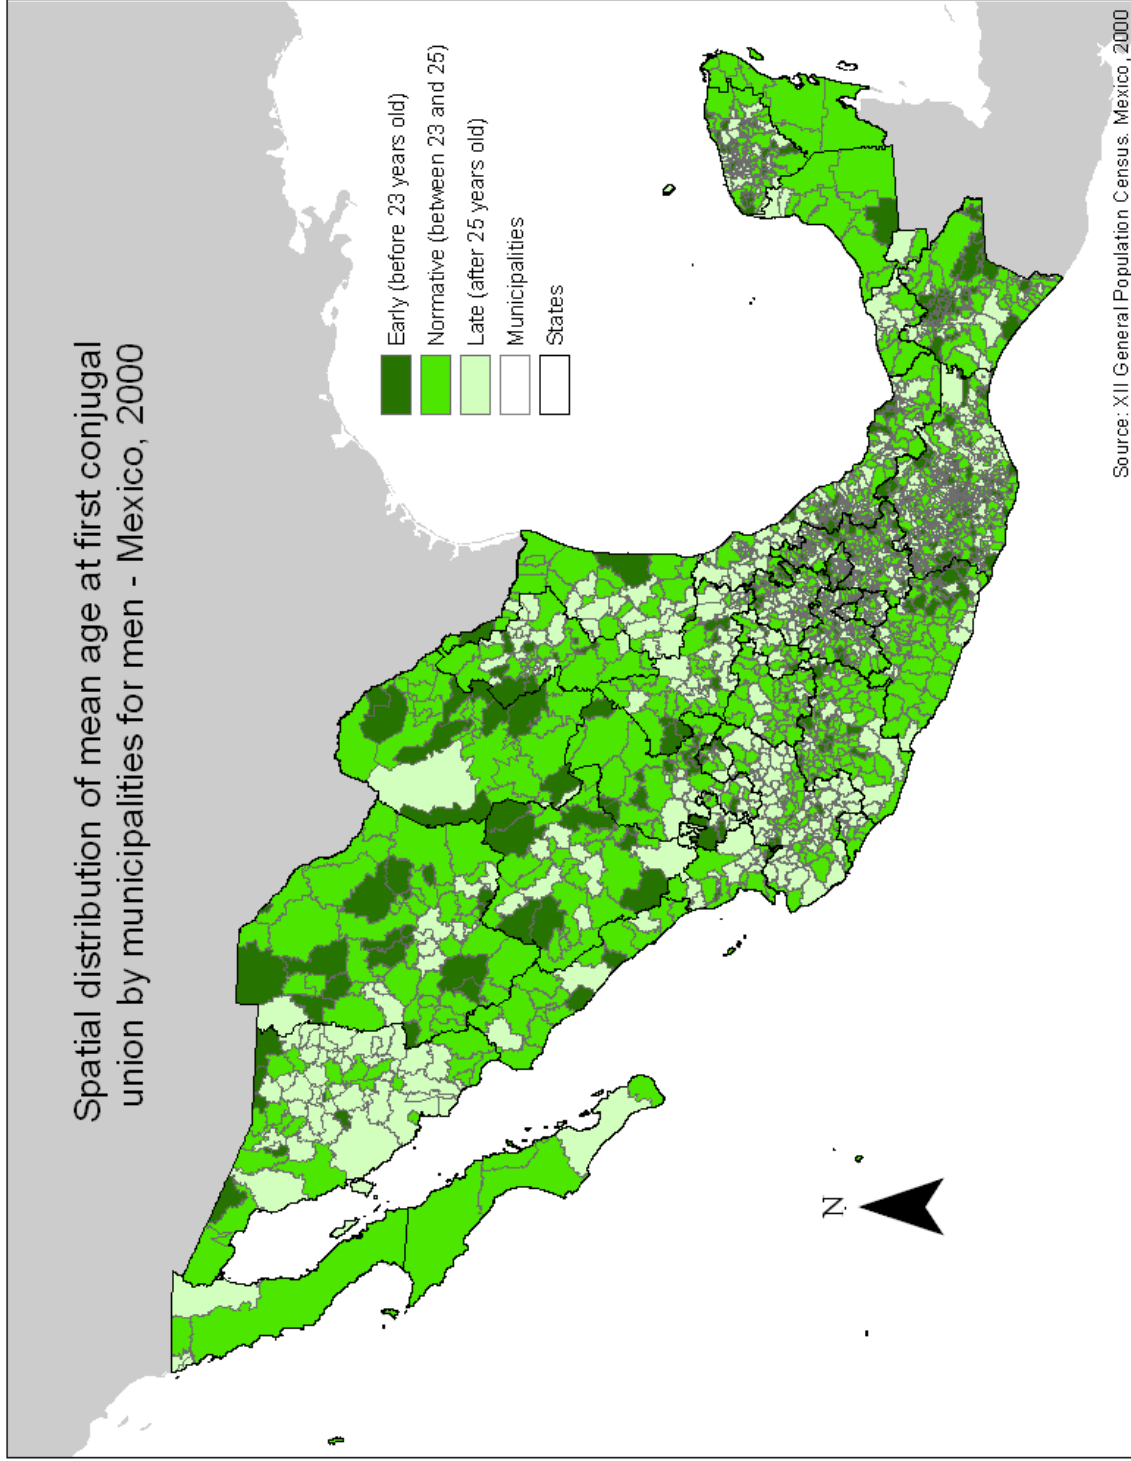 Spatial distribution of mean age at first conjugal
union by municipalities for men - Mexico, 2000
Early (before 23 years old)
Normative (between 23 and 25)
Late (after 25 years old)
Municipalities
States
N
Source: XII General Population Census. Mexico, 2000